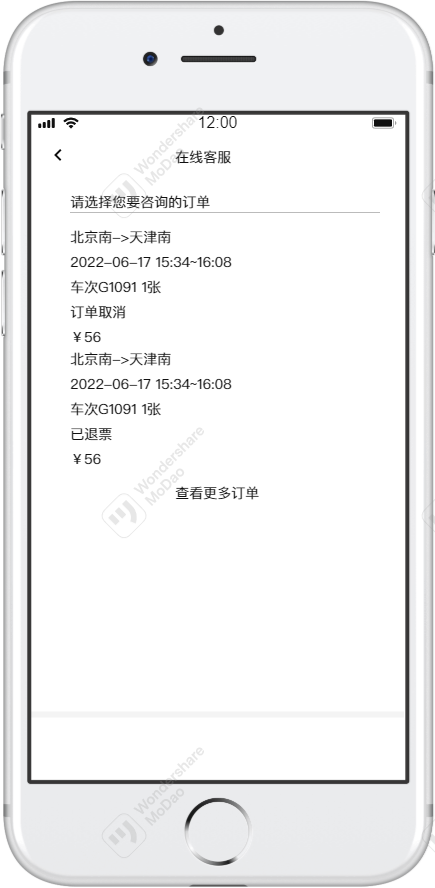 12:00
在线客服
请选择您要咨询的订单
北京南->天津南
2022-06-17 15:34~16:08
车次G1091 1张
订单取消
￥56
北京南->天津南
2022-06-17 15:34~16:08
车次G1091 1张
已退票
￥56
查看更多订单
Wondershare
MoDao
Wondershare
MoDao
Wondershare
MoDao